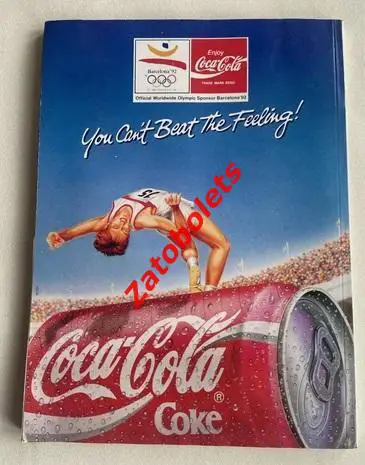 Barcelona'92
Enjoy
Coca-Cola
TRADE MARK REGD
Official Worldwide Olympic Sponsor Barcelona'92
You Can't Beat The Feeling!
15
Zatobolets
Coca-Cola
®
Coke